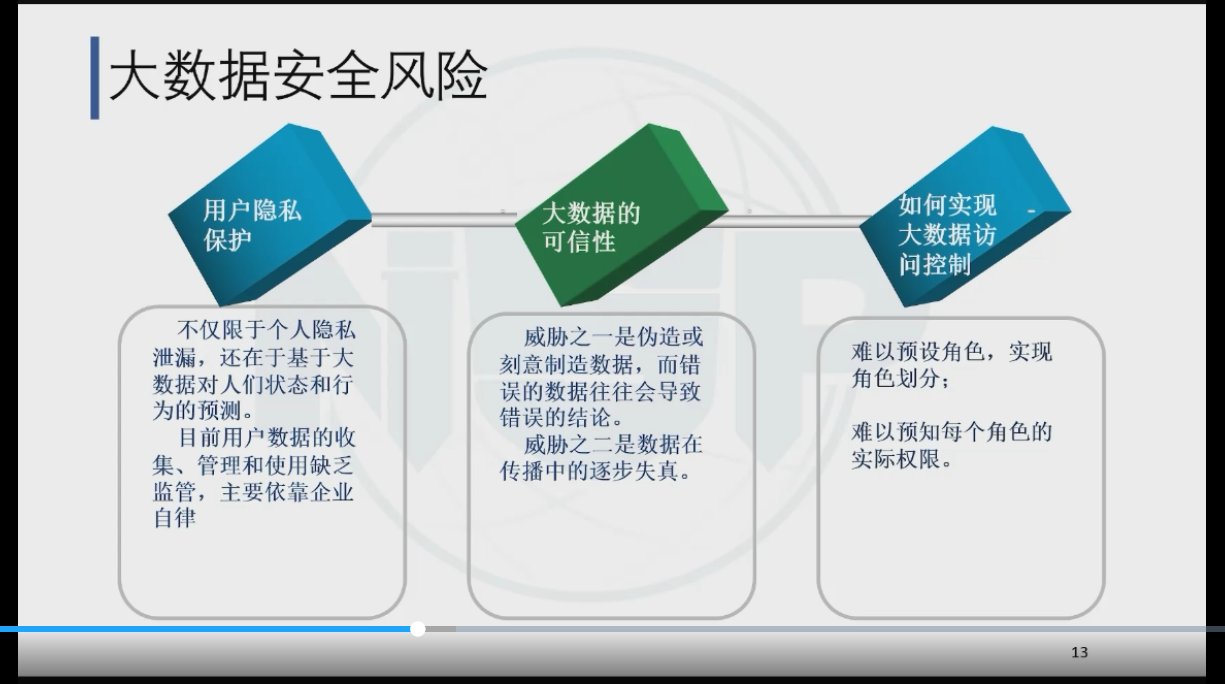 大数据安全风险
用户隐私
保护
大数据的
可信性
如何实现
大数据访
问控制
不仅限于个人隐私
泄漏，还在于基于大
数据对人们状态和行
为的预测。
目前用户数据的收
集、管理和使用缺乏
监管，主要依靠企业
自律
威胁之一是伪造或
刻意制造数据，而错
误的数据往往会导致
错误的结论。
威胁之二是数据在
传播中的逐步失真。
难以预设角色，实现
角色划分；
难以预知每个角色的
实际权限。
13